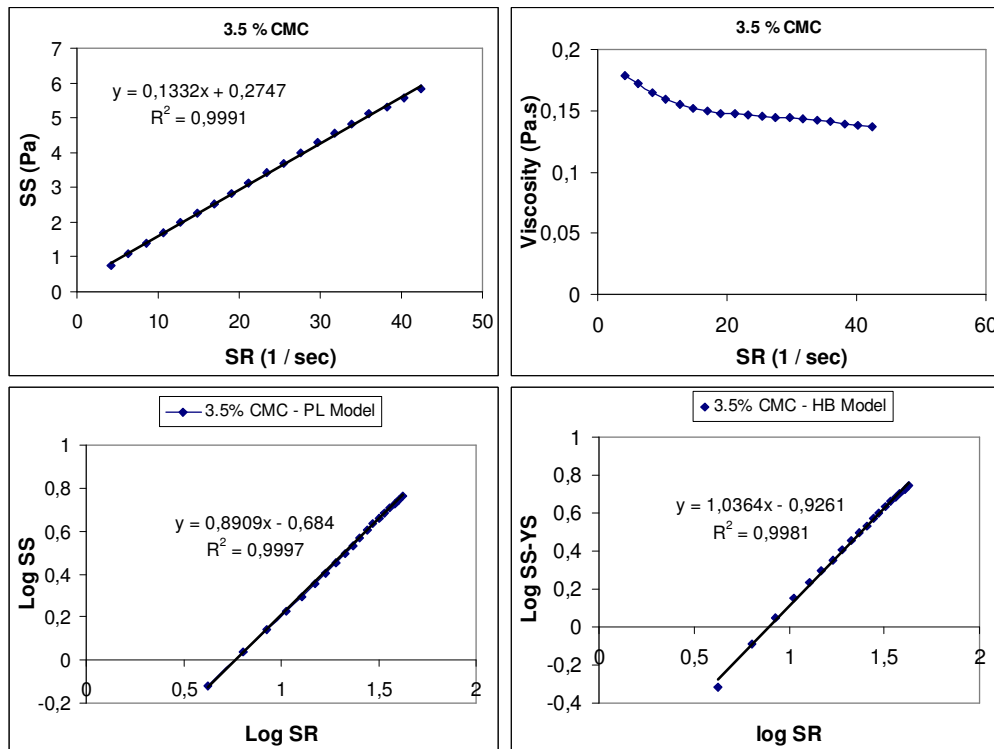 3.5 % CMC
7
6
5
4
3
2
1
0
y = 0,1332x + 0,2747
R² = 0,9991
SS (Pa)
0 10 20 30 40 50
SR (1 / sec)
3.5 % CMC
0,2
0,15
0,1
0,05
0
Viscosity (Pa.s)
0 20 40 60
SR (1 / sec)
3.5% CMC - PL Model
1
0,8
0,6
0,4
0,2
0
-0,2
y = 0,8909x - 0,684
R² = 0,9997
Log SS
0 0,5 1 1,5 2
Log SR
3.5% CMC - HB Model
1
0,8
0,6
0,4
0,2
0
-0,2
-0,4
y = 1,0364x - 0,9261
R² = 0,9981
Log SS-YS
0 0,5 1 1,5 2
log SR